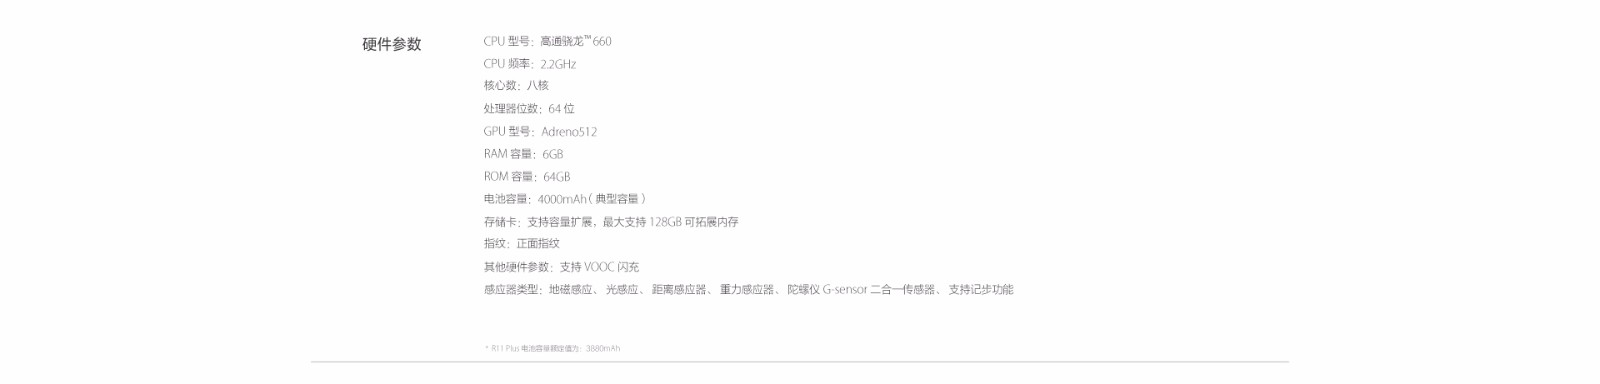 硬件参数
CPU 型号：高通骁龙™660
CPU 频率：2.2GHz
核心数：八核
处理器位数：64 位
GPU 型号：Adreno512
RAM 容量：6GB
ROM 容量：64GB
电池容量：4000mAh（典型容量）
存储卡：支持容量扩展，最大支持 128GB 可拓展内存
指纹：正面指纹
其他硬件参数：支持 VOOC 闪充
感应器类型：地磁感应、光感应、距离感应器、重力感应器、陀螺仪 G-sensor 二合一传感器、支持记步功能
* R11 Plus 电池容量额定值为：3880mAh